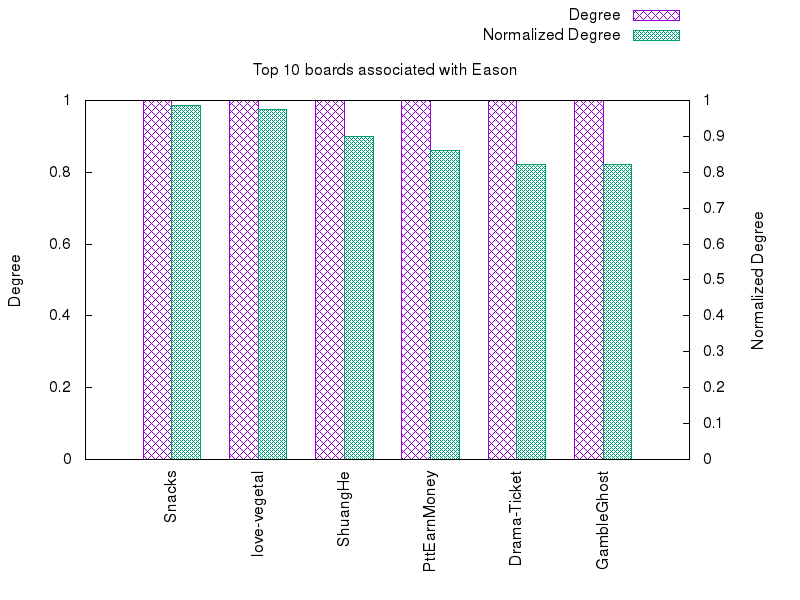 Degree
Normalized Degree
Top 10 boards associated with Eason
1
0.8
0.6
0.4
0.2
0
Degree
1
0.9
0.8
0.7
0.6
0.5
0.4
0.3
0.2
0.1
0
Normalized Degree
Snacks
love-vegetal
ShuangHe
PttEarnMoney
Drama-Ticket
GambleGhost